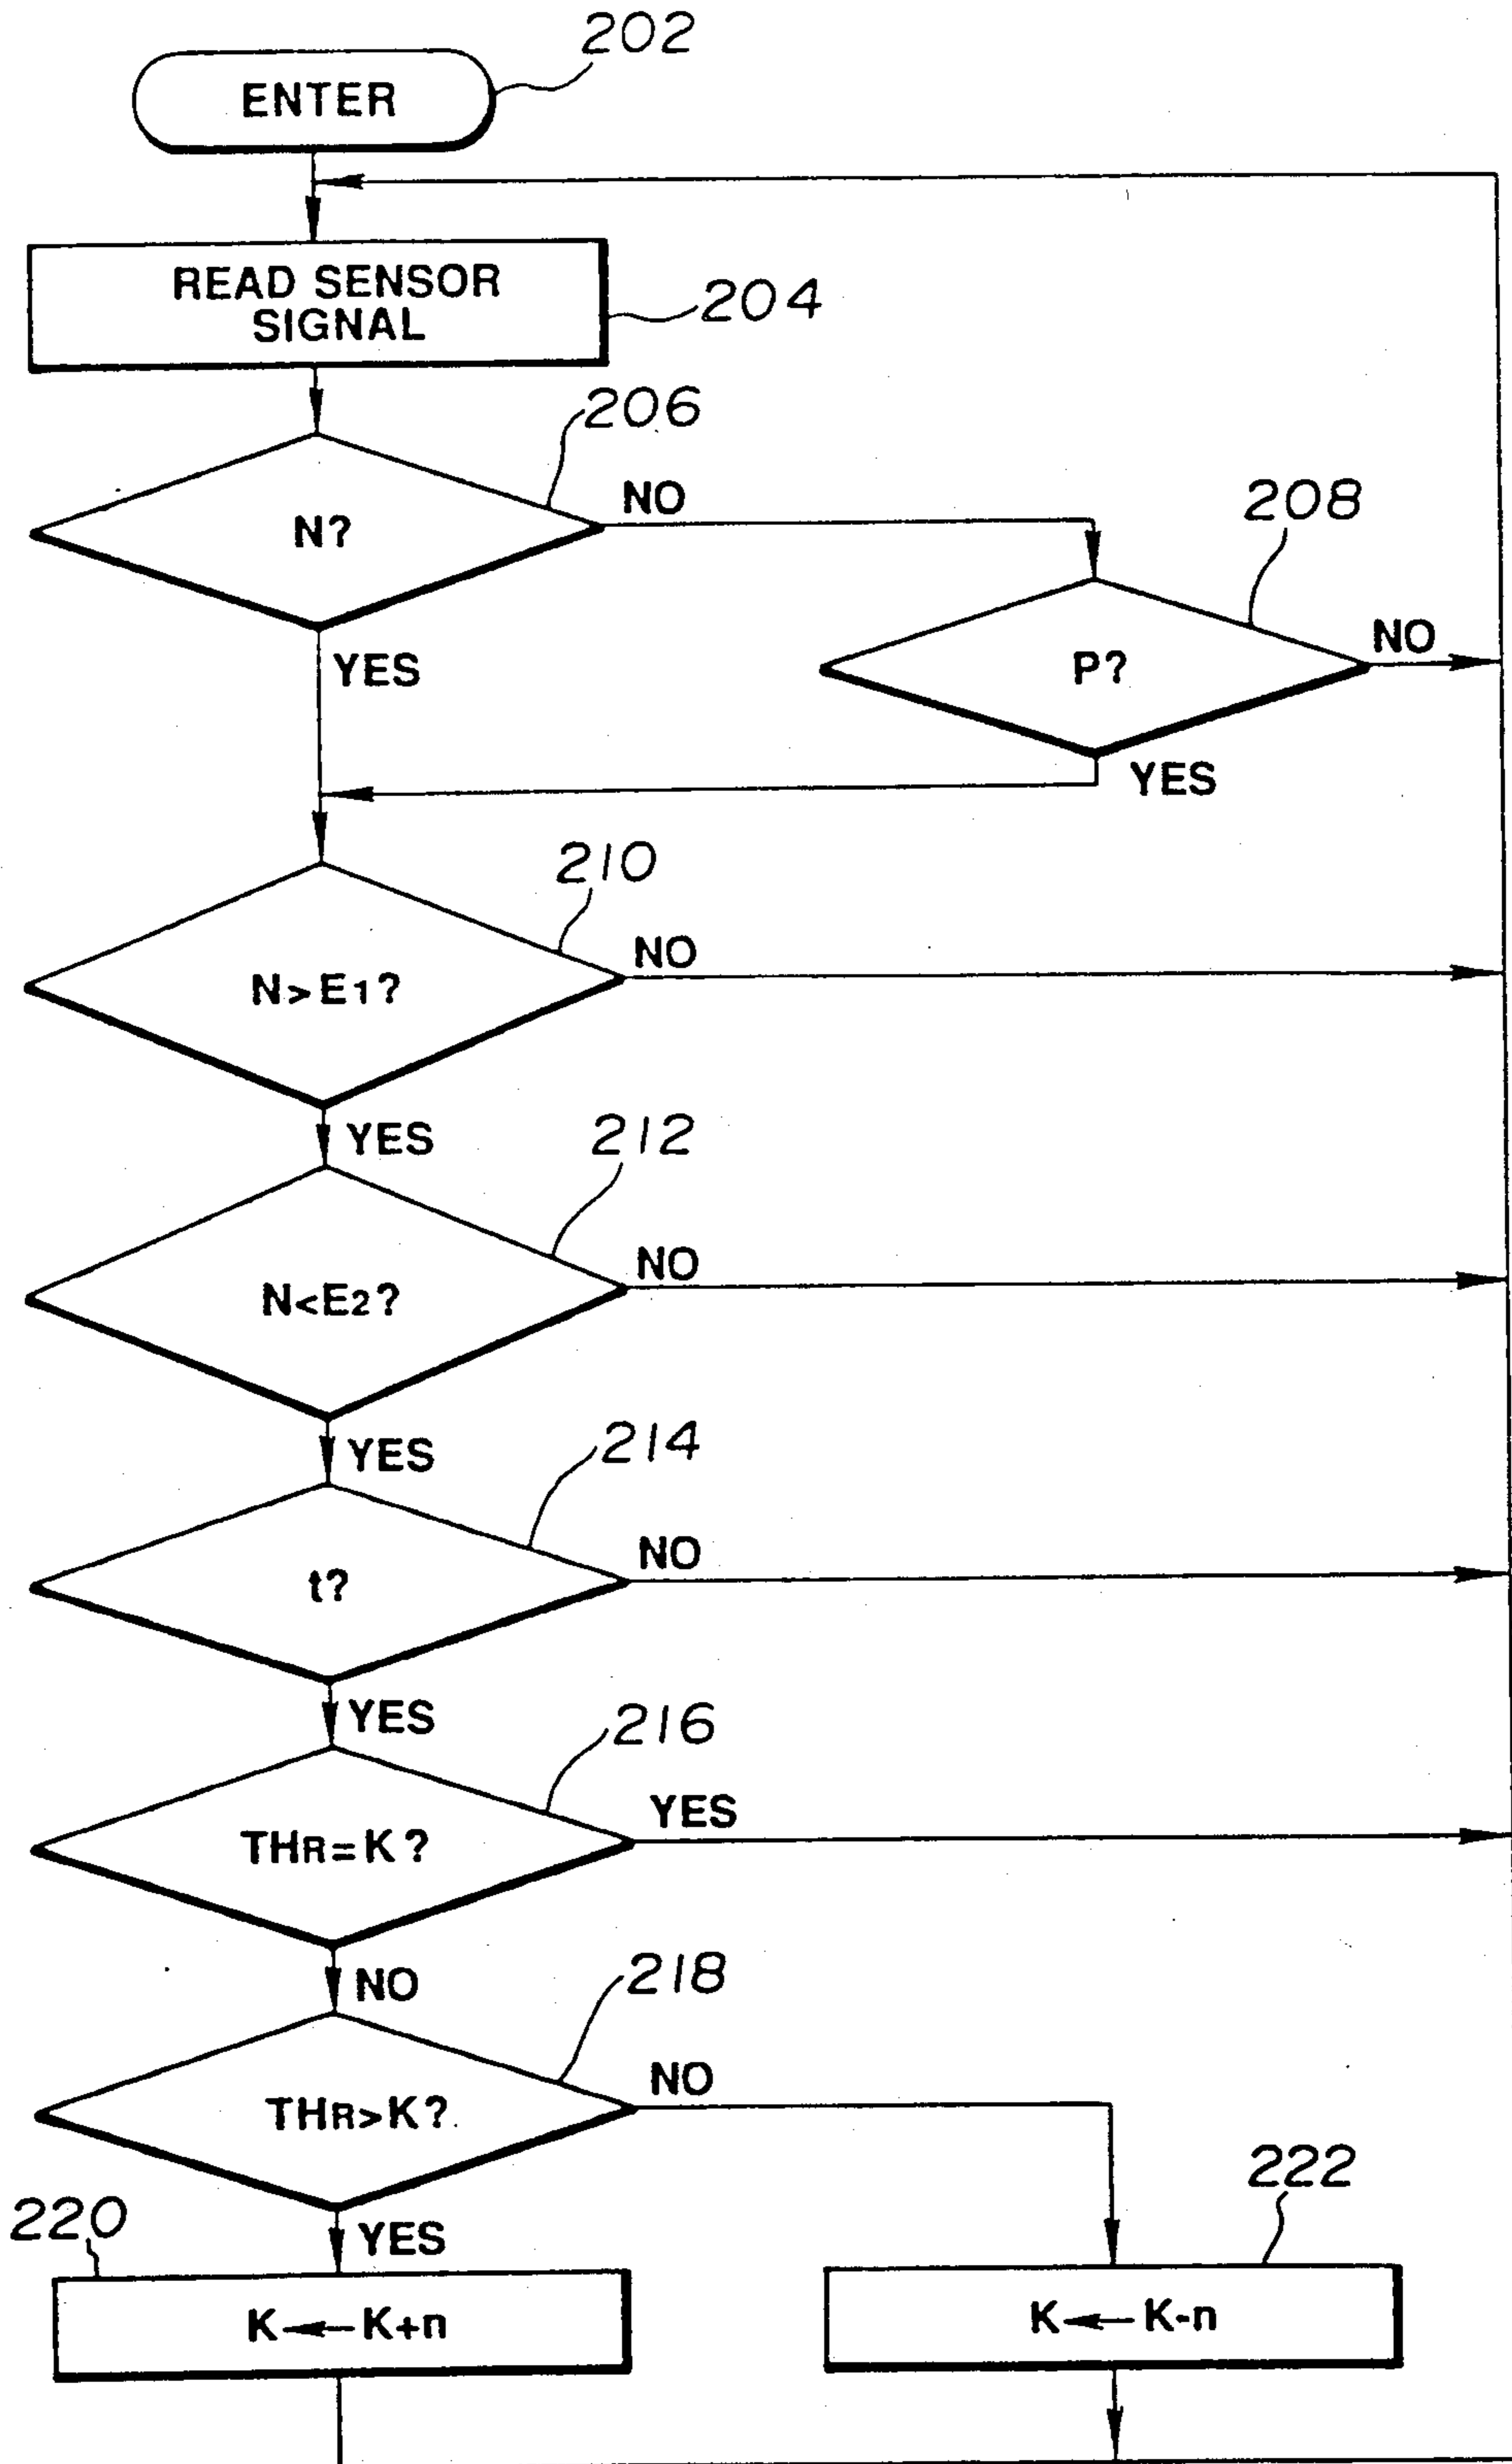 202
ENTER
READ SENSOR
SIGNAL
204
206
N?
NO
208
P?
NO
YES
YES
210
N>E1?
NO
YES
212
N<E2?
NO
YES
214
t?
NO
YES
216
THR=K?
YES
NO
218
THR>K?
NO
222
220
YES
K←K+n
K←K-n